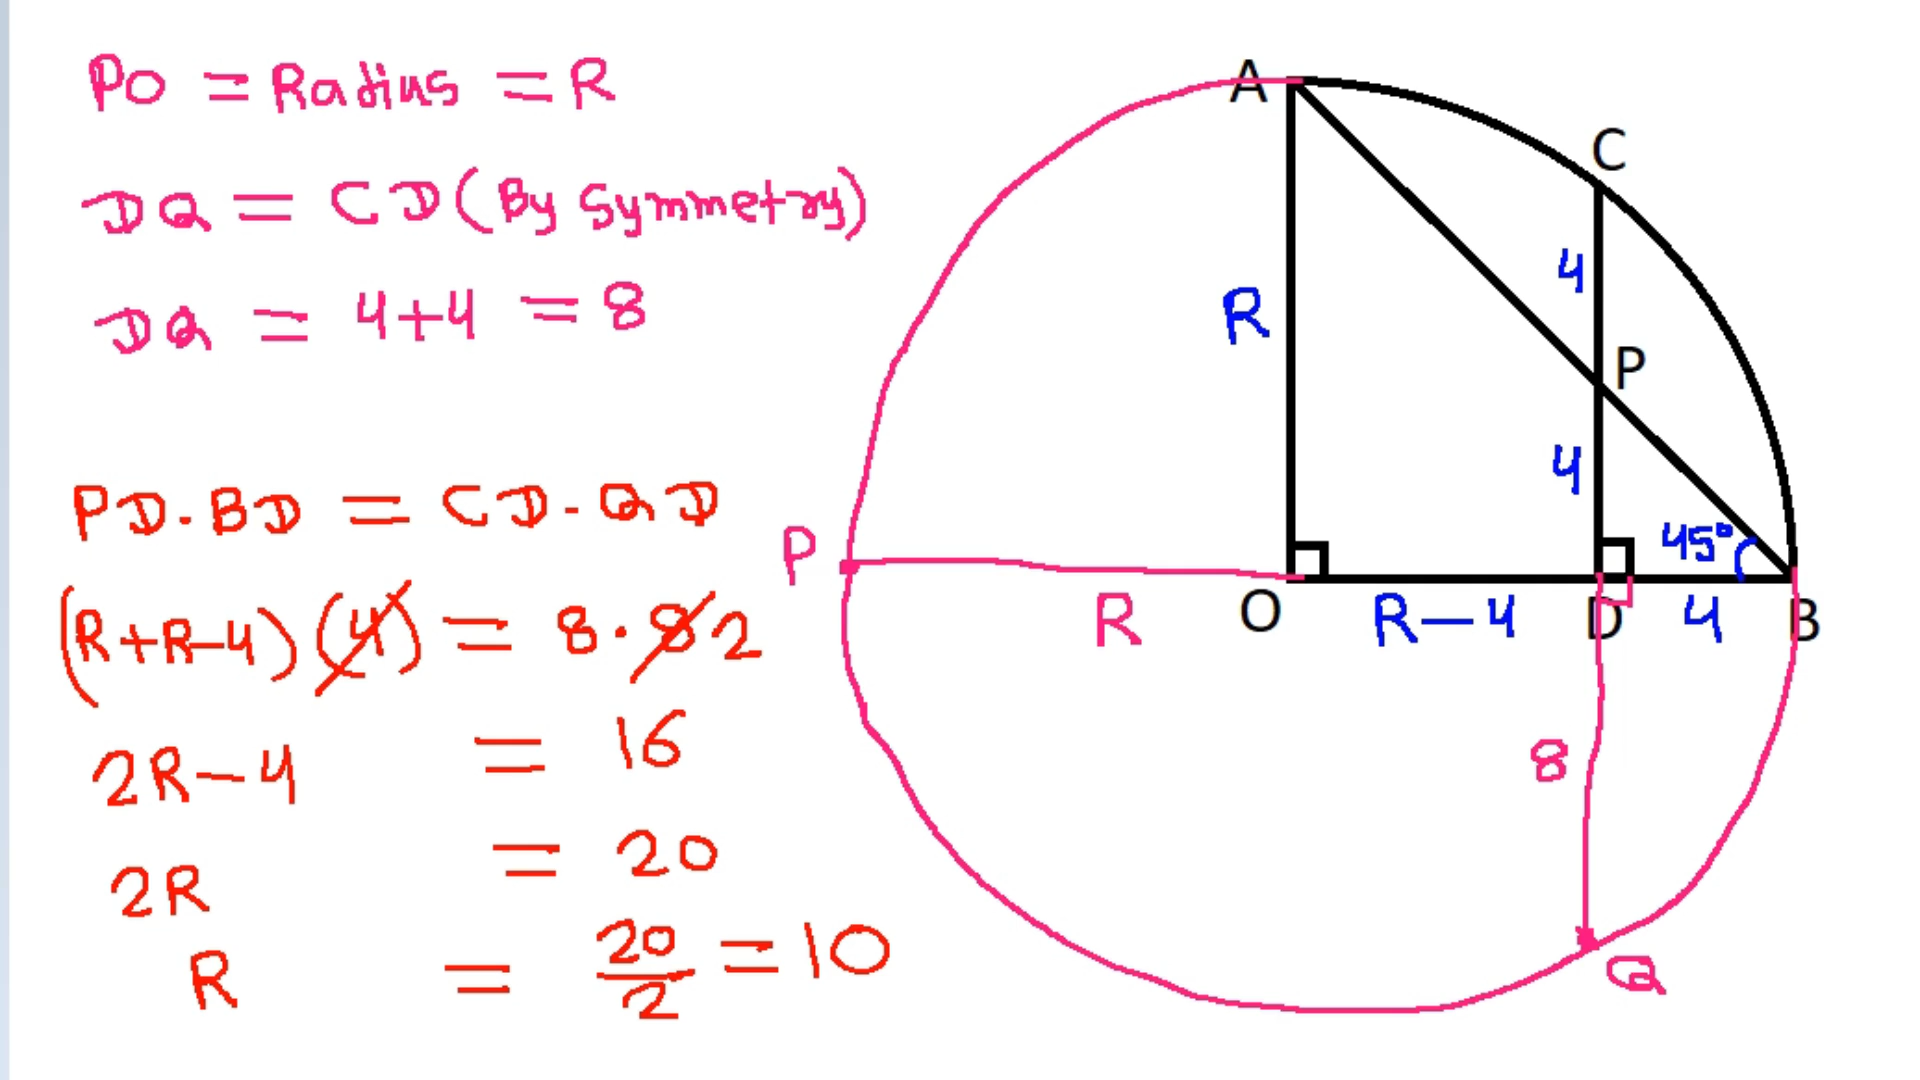 PO = Radius = R
DQ = CD (By Symmetry)
DQ = 4+4 = 8
PD.BD = CD.QD
(R+R-4)(4) = 8.8 2
2R-4 = 16
2R = 20
R = 20/2 = 10
A
C
4
R
P
4
45°
P
R
O
R-4
D
4
B
8
Q